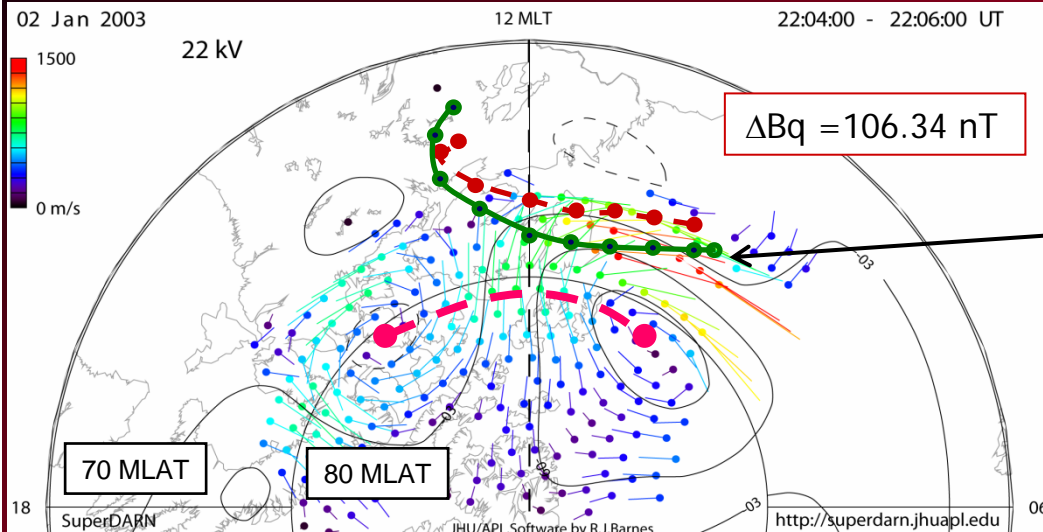 02 Jan 2003
12 MLT
22:04:00 - 22:06:00 UT
22 kV
1500
0 m/s
ΔBq =106.34 nT
-03
-03
-09
03
70 MLAT
80 MLAT
18
06
SuperDARN
JHU/APL Software by R.J.Barnes
http://superdarn.jhuapl.edu